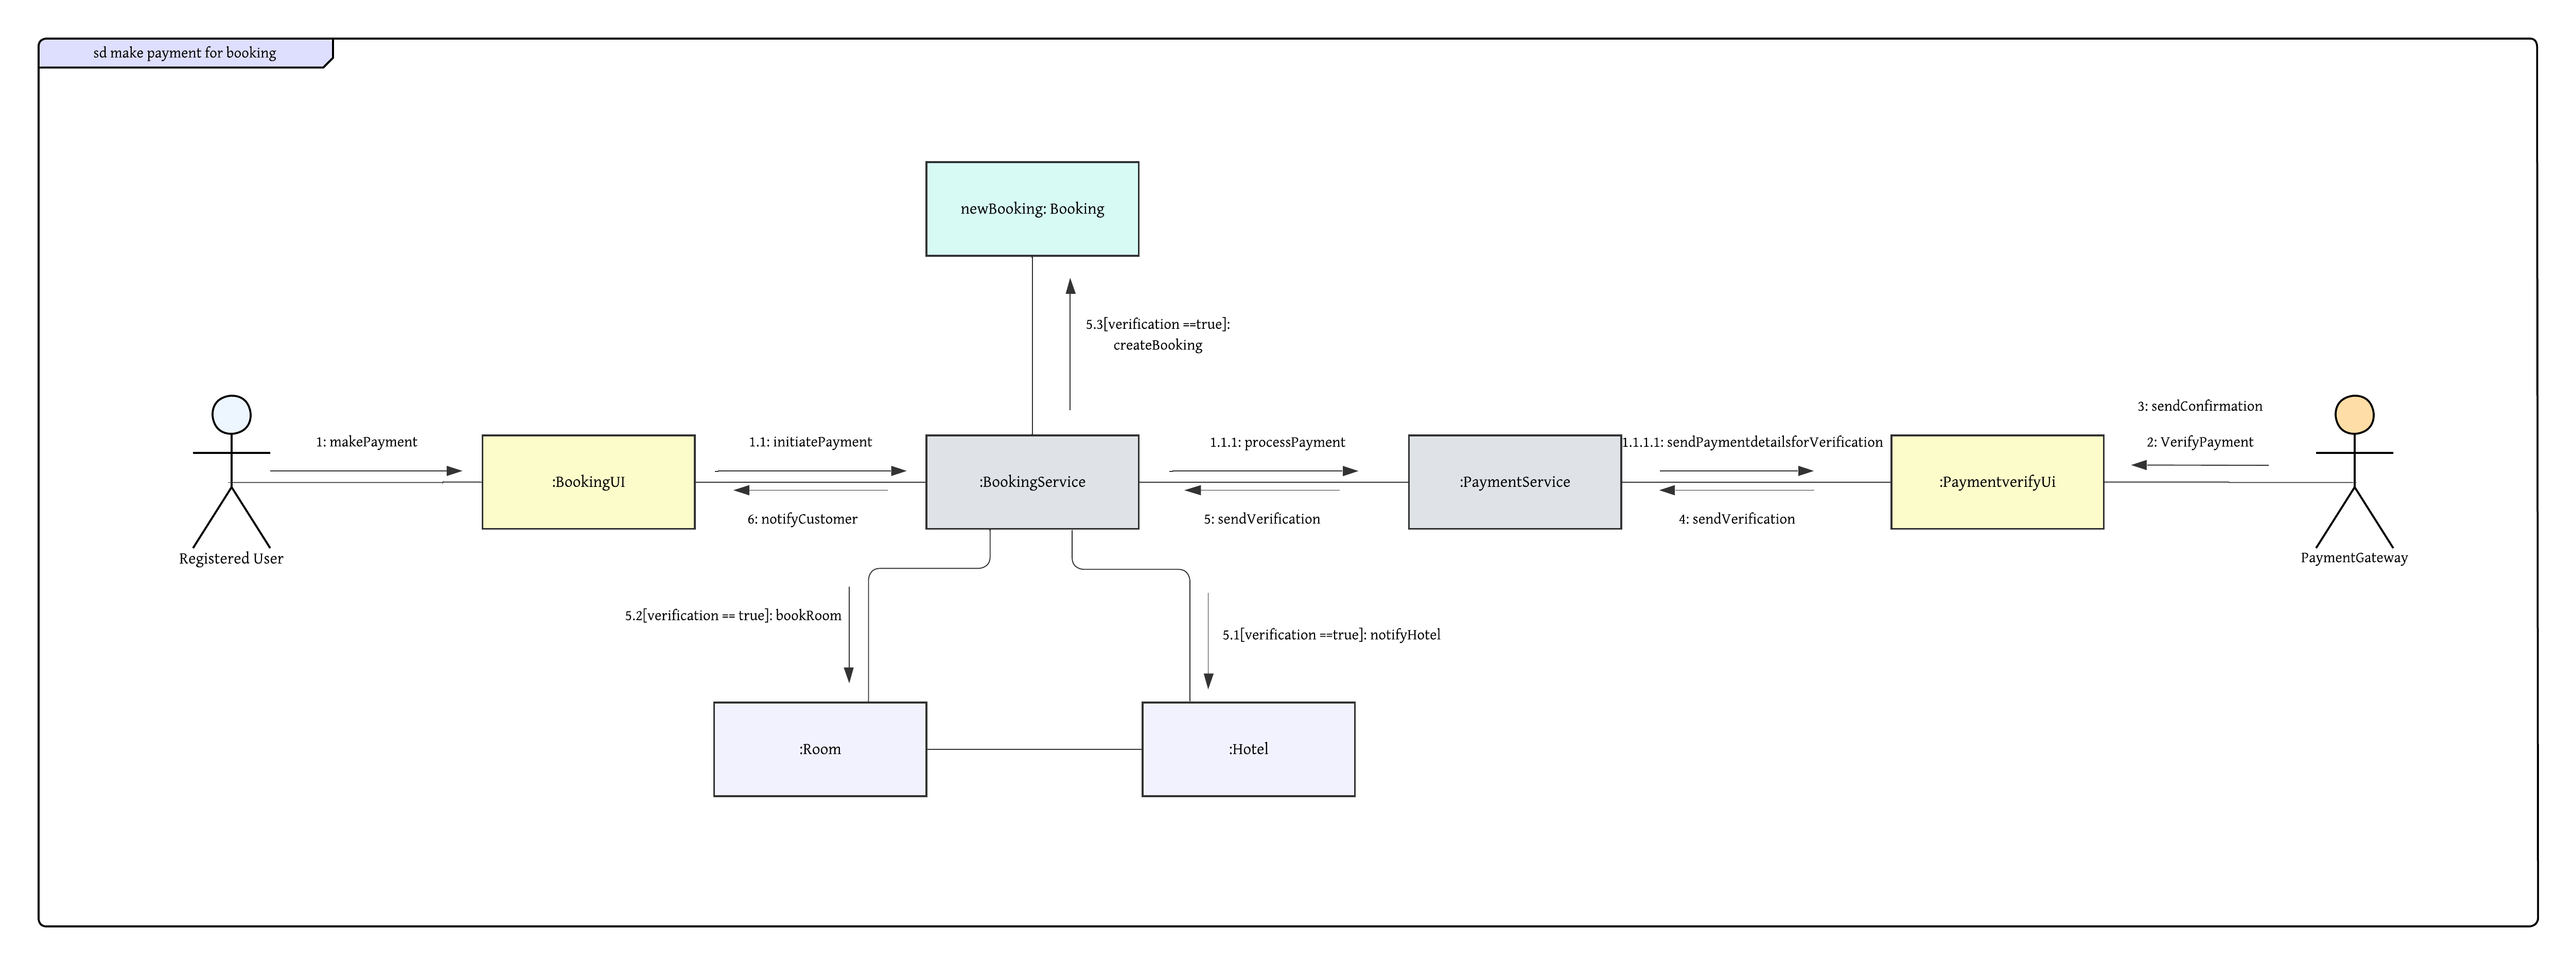 sd make payment for booking
newBooking: Booking
5.3[verification ==true]:
createBooking
3: sendConfirmation
1: makePayment
1.1: initiatePayment
1.1.1: processPayment
1.1.1.1: sendPaymentdetailsforVerification
2: VerifyPayment
:BookingUI
:BookingService
:PaymentService
:PaymentverifyUi
6: notifyCustomer
5: sendVerification
4: sendVerification
Registered User
PaymentGateway
5.2[verification == true]: bookRoom
5.1[verification ==true]: notifyHotel
:Room
:Hotel